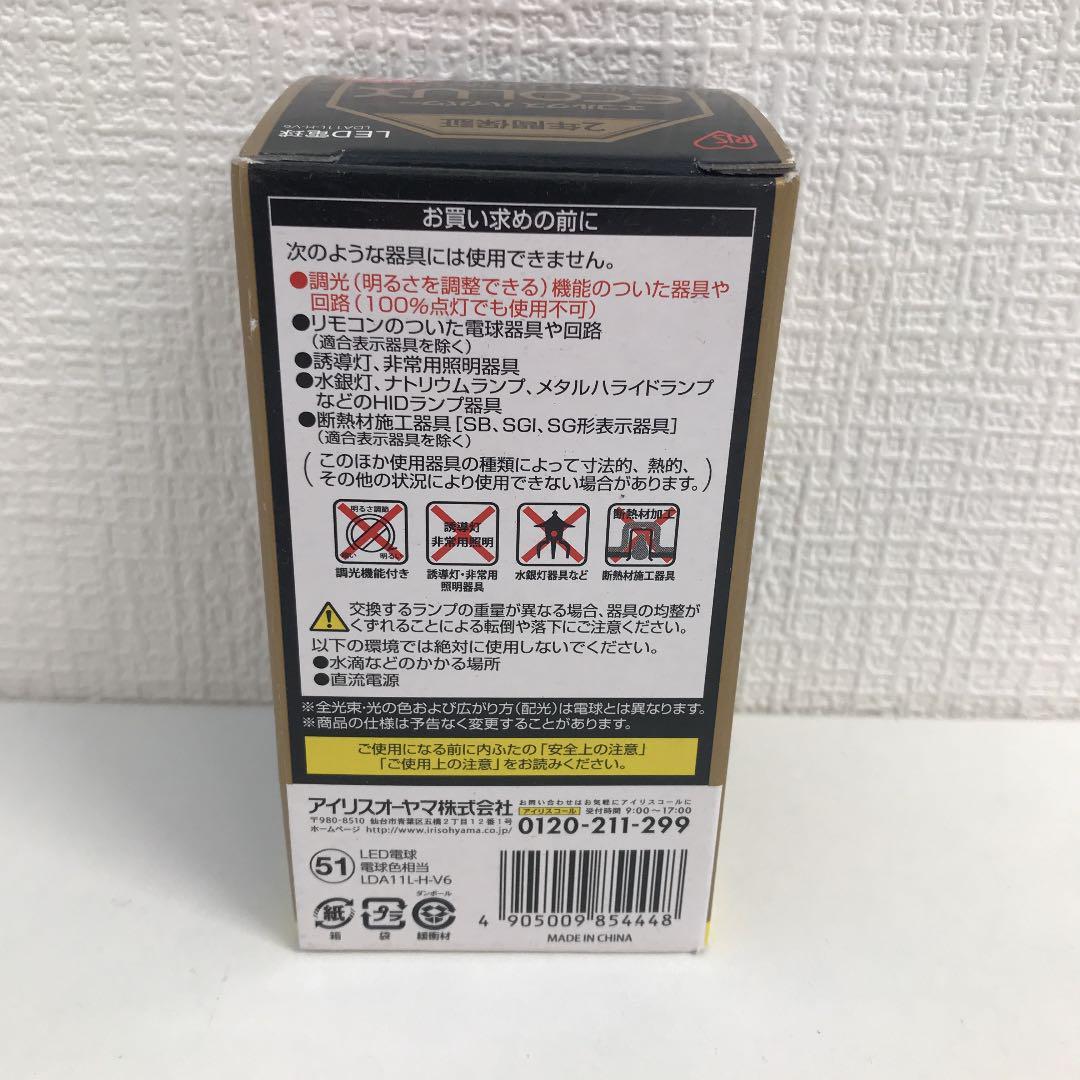 ECOLUX
エコルクス ハイパワー
2年間保証
LED電球
LDA11L-H-V6
IRIS
お買い求めの前に
次のような器具には使用できません。
●調光(明るさを調整できる)機能のついた器具や
回路(100%点灯でも使用不可)
●リモコンのついた電球器具や回路
(適合表示器具を除く)
●誘導灯、非常用照明器具
●水銀灯、ナトリウムランプ、メタルハライドランプ
などのHIDランプ器具
●断熱材施工器具[SB、SGI、SG形表示器具]
(適合表示器具を除く)
(このほか使用器具の種類によって寸法的、熱的、
その他の状況により使用できない場合があります。)
明るさ調節
暗い 明るい
調光機能付き
誘導灯
非常用照明
誘導灯・非常用
照明器具
水銀灯器具など
断熱材加工
断熱材施工器具
交換するランプの重量が異なる場合、器具の均整が
くずれることによる転倒や落下にご注意ください。
以下の環境では絶対に使用しないでください。
●水滴などのかかる場所
●直流電源
※全光束・光の色および広がり方(配光)は電球とは異なります。
※商品の仕様は予告なく変更することがあります。
ご使用になる前に内ふたの「安全上の注意」
「ご使用上の注意」をお読みください。
アイリスオーヤマ株式会社
〒980-8510 仙台市青葉区五橋2丁目12番1号
ホームページ http://www.irisohyama.co.jp/
お問い合わせはお気軽にアイリスコールに
アイリスコール 受付時間 9:00〜17:00
0120-211-299
51
LED電球
電球色相当
LDA11L-H-V6
紙
箱
プラ
袋
ダンボール
緩衝材
4 905009 854448
MADE IN CHINA